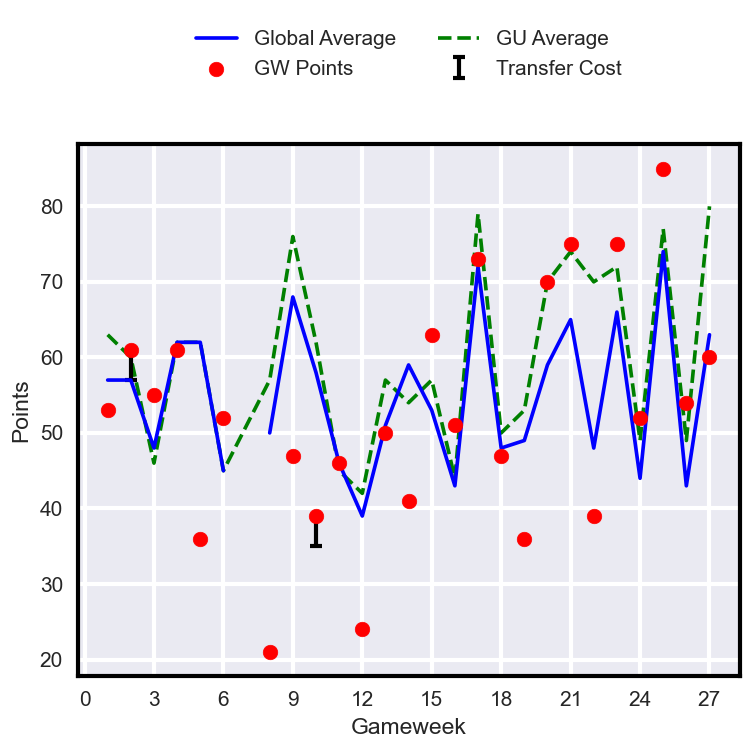 Global Average
GU Average
GW Points
Transfer Cost
80
70
60
50
40
30
20
Points
0 3 6 9 12 15 18 21 24 27
Gameweek